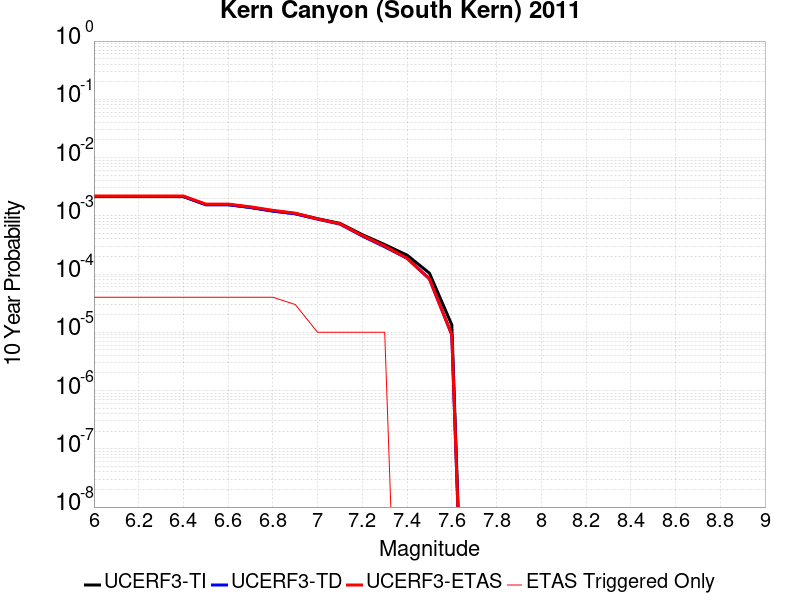 Kern Canyon (South Kern) 2011
10^0
10^-1
10^-2
10^-3
10^-4
10^-5
10^-6
10^-7
10^-8
10 Year Probability
6 6.2 6.4 6.6 6.8 7 7.2 7.4 7.6 7.8 8 8.2 8.4 8.6 8.8 9
Magnitude
UCERF3-TI UCERF3-TD UCERF3-ETAS ETAS Triggered Only